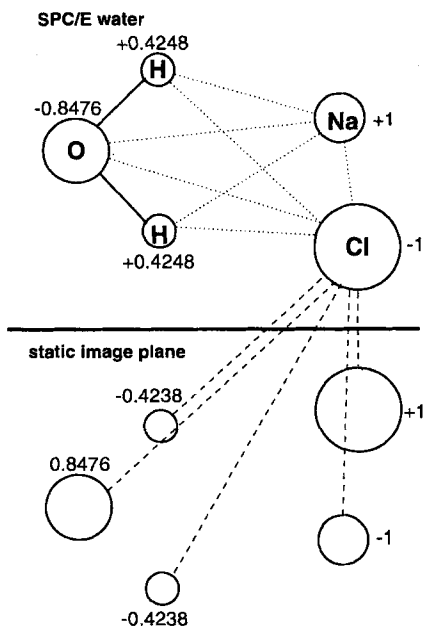 SPC/E water
+0.4248
H
-0.8476
O
Na +1
H
+0.4248
Cl -1
static image plane
-0.4238
+1
0.8476
-1
-0.4238